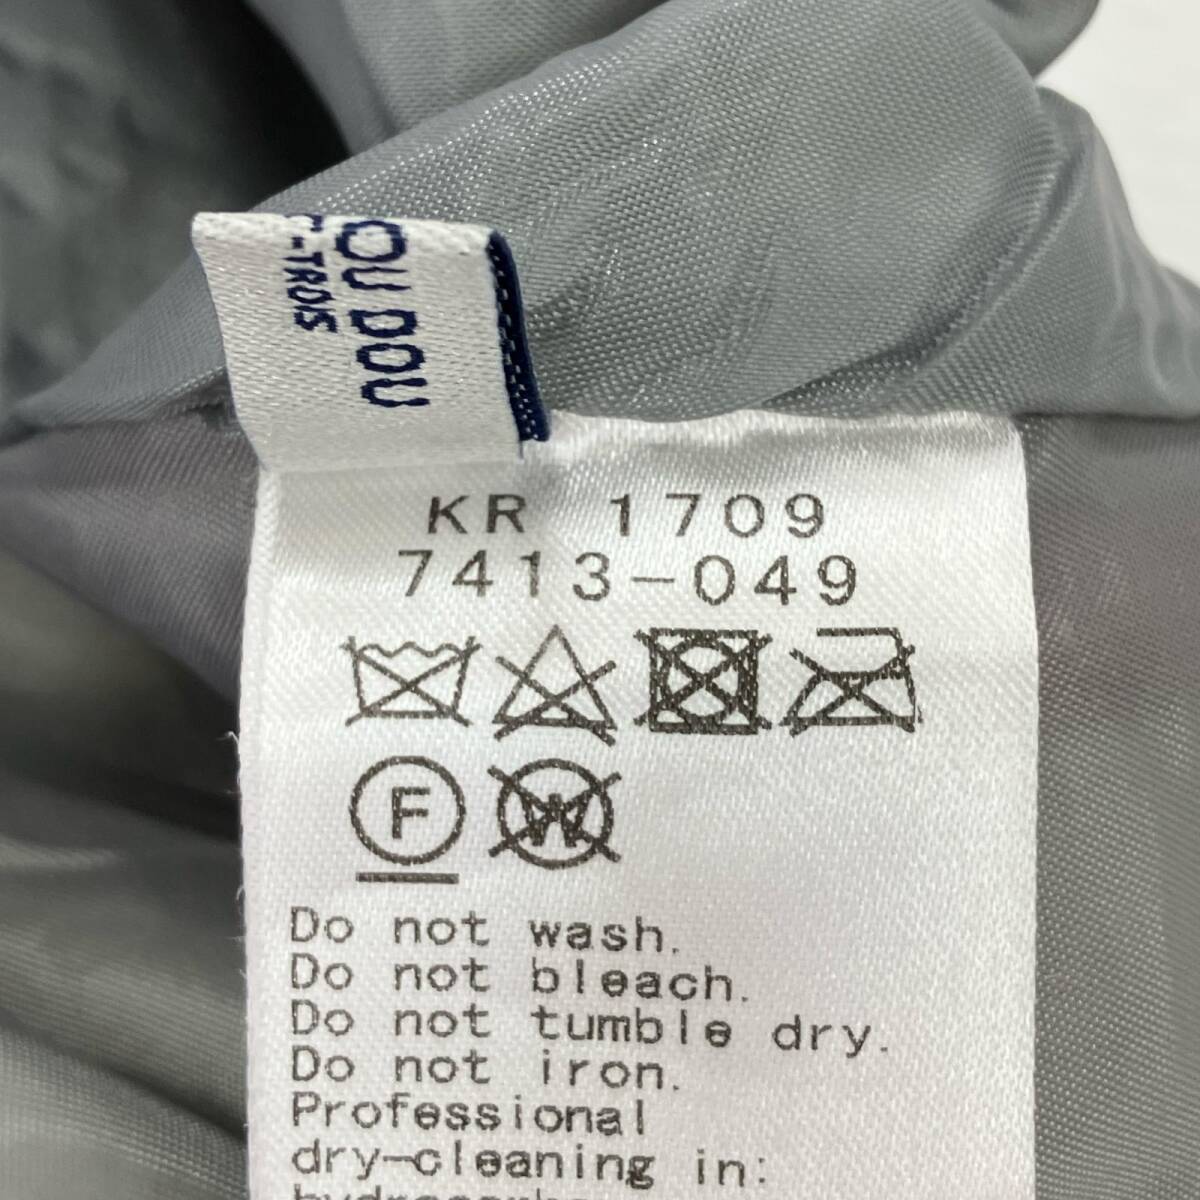 OU DOU
-TROIS
KR 1709
7413-049
F
W
Do not wash.
Do not bleach.
Do not tumble dry.
Do not iron.
Professional
dry-cleaning in: